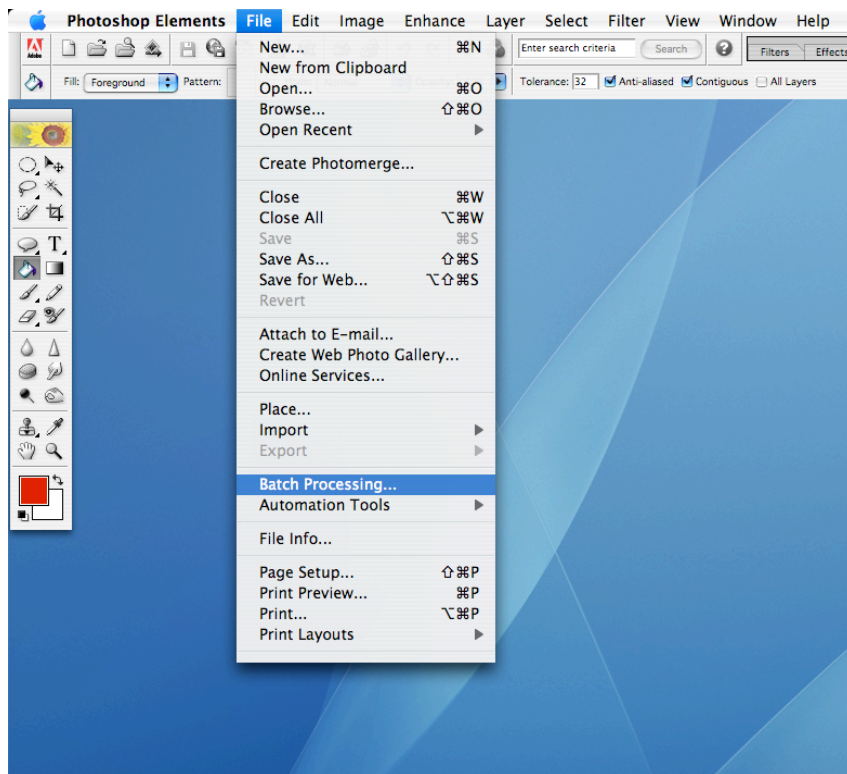 Photoshop Elements File Edit Image Enhance Layer Select Filter View Window Help
Adobe
Enter search criteria Search ? Filters Effects
Fill: Foreground Pattern: Tolerance: 32 Anti-aliased Contiguous All Layers
New... ⌘N
New from Clipboard
Open... ⌘O
Browse... ⇧⌘O
Open Recent
Create Photomerge...
Close ⌘W
Close All ⌥⌘W
Save ⌘S
Save As... ⇧⌘S
Save for Web... ⌥⇧⌘S
Revert
Attach to E-mail...
Create Web Photo Gallery...
Online Services...
Place...
Import
Export
Batch Processing...
Automation Tools
File Info...
Page Setup... ⇧⌘P
Print Preview... ⌘P
Print... ⌥⌘P
Print Layouts
T